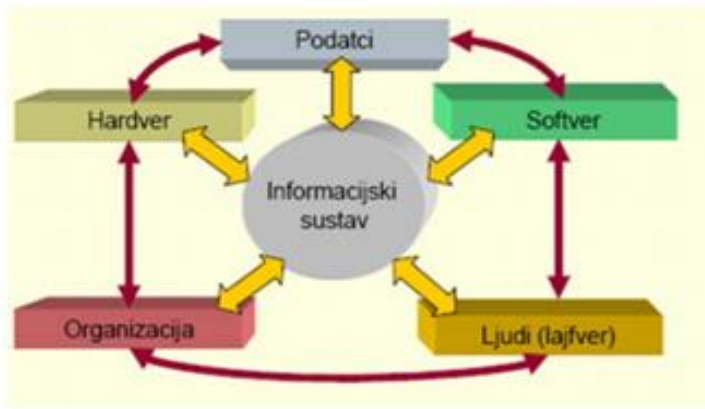 Podatci
Hardver
Softver
Informacijski
sustav
Organizacija
Ljudi (lajfver)